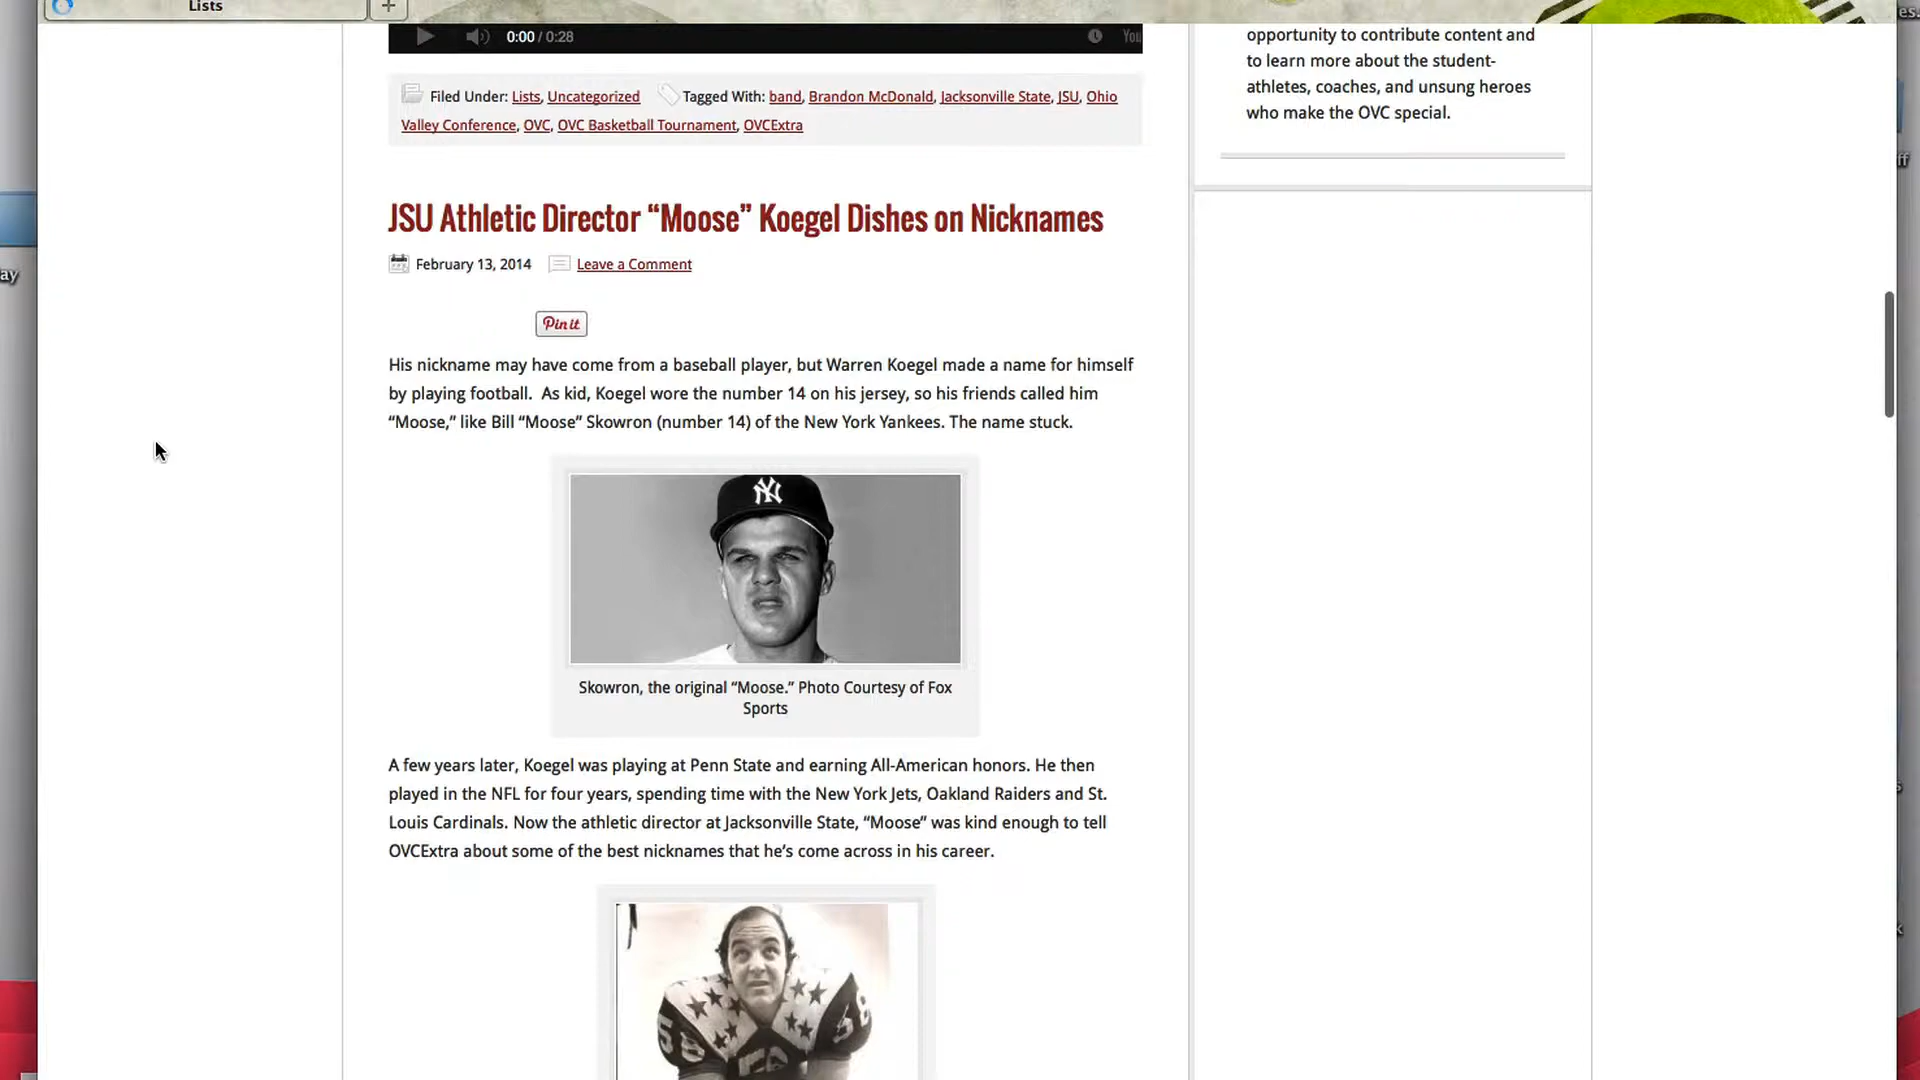 Lists
+
0:00 / 0:28
You
opportunity to contribute content and
to learn more about the student-
athletes, coaches, and unsung heroes
who make the OVC special.
Filed Under: Lists, Uncategorized Tagged With: band, Brandon McDonald, Jacksonville State, JSU, Ohio
Valley Conference, OVC, OVC Basketball Tournament, OVCExtra
JSU Athletic Director “Moose” Koegel Dishes on Nicknames
February 13, 2014 Leave a Comment
Pin it
His nickname may have come from a baseball player, but Warren Koegel made a name for himself
by playing football. As kid, Koegel wore the number 14 on his jersey, so his friends called him
“Moose,” like Bill “Moose” Skowron (number 14) of the New York Yankees. The name stuck.
NY
Skowron, the original “Moose.” Photo Courtesy of Fox
Sports
A few years later, Koegel was playing at Penn State and earning All-American honors. He then
played in the NFL for four years, spending time with the New York Jets, Oakland Raiders and St.
Louis Cardinals. Now the athletic director at Jacksonville State, “Moose” was kind enough to tell
OVCExtra about some of the best nicknames that he’s come across in his career.
ay
es.
ff